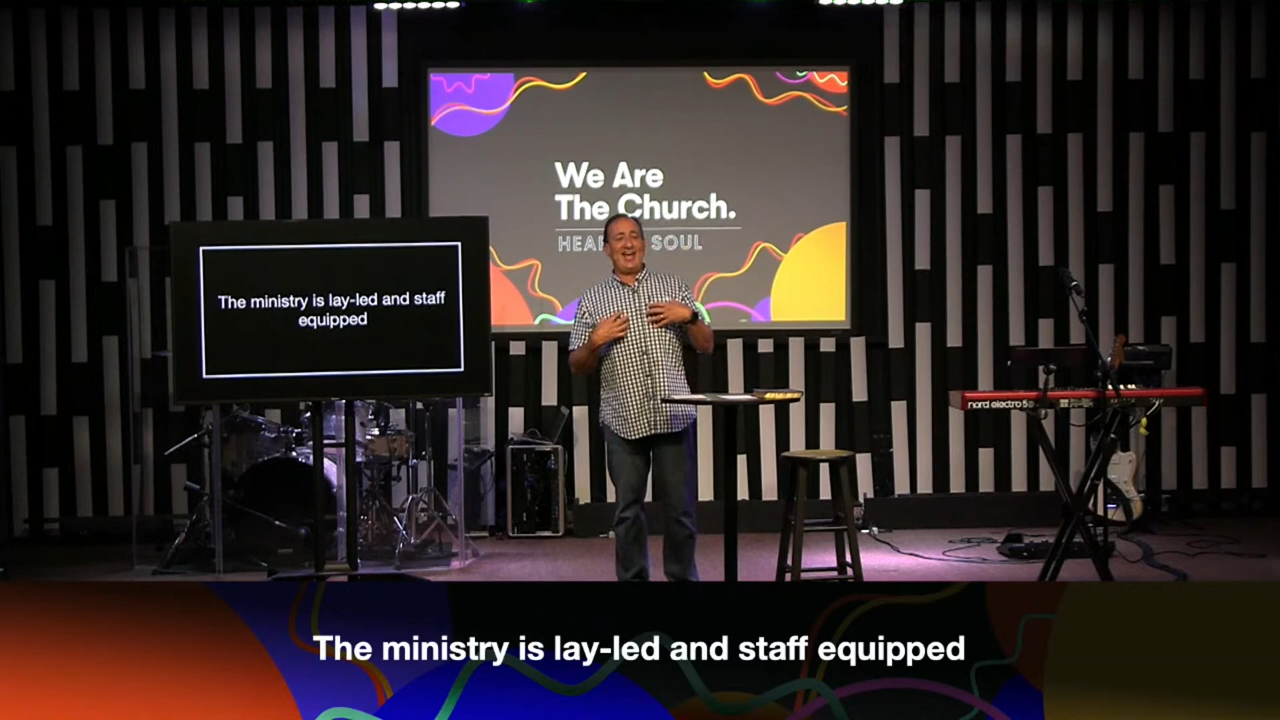 We Are
The Church.
SOUL
The ministry is lay-led and staff
equipped
nord electro 5
The ministry is lay-led and staff equipped